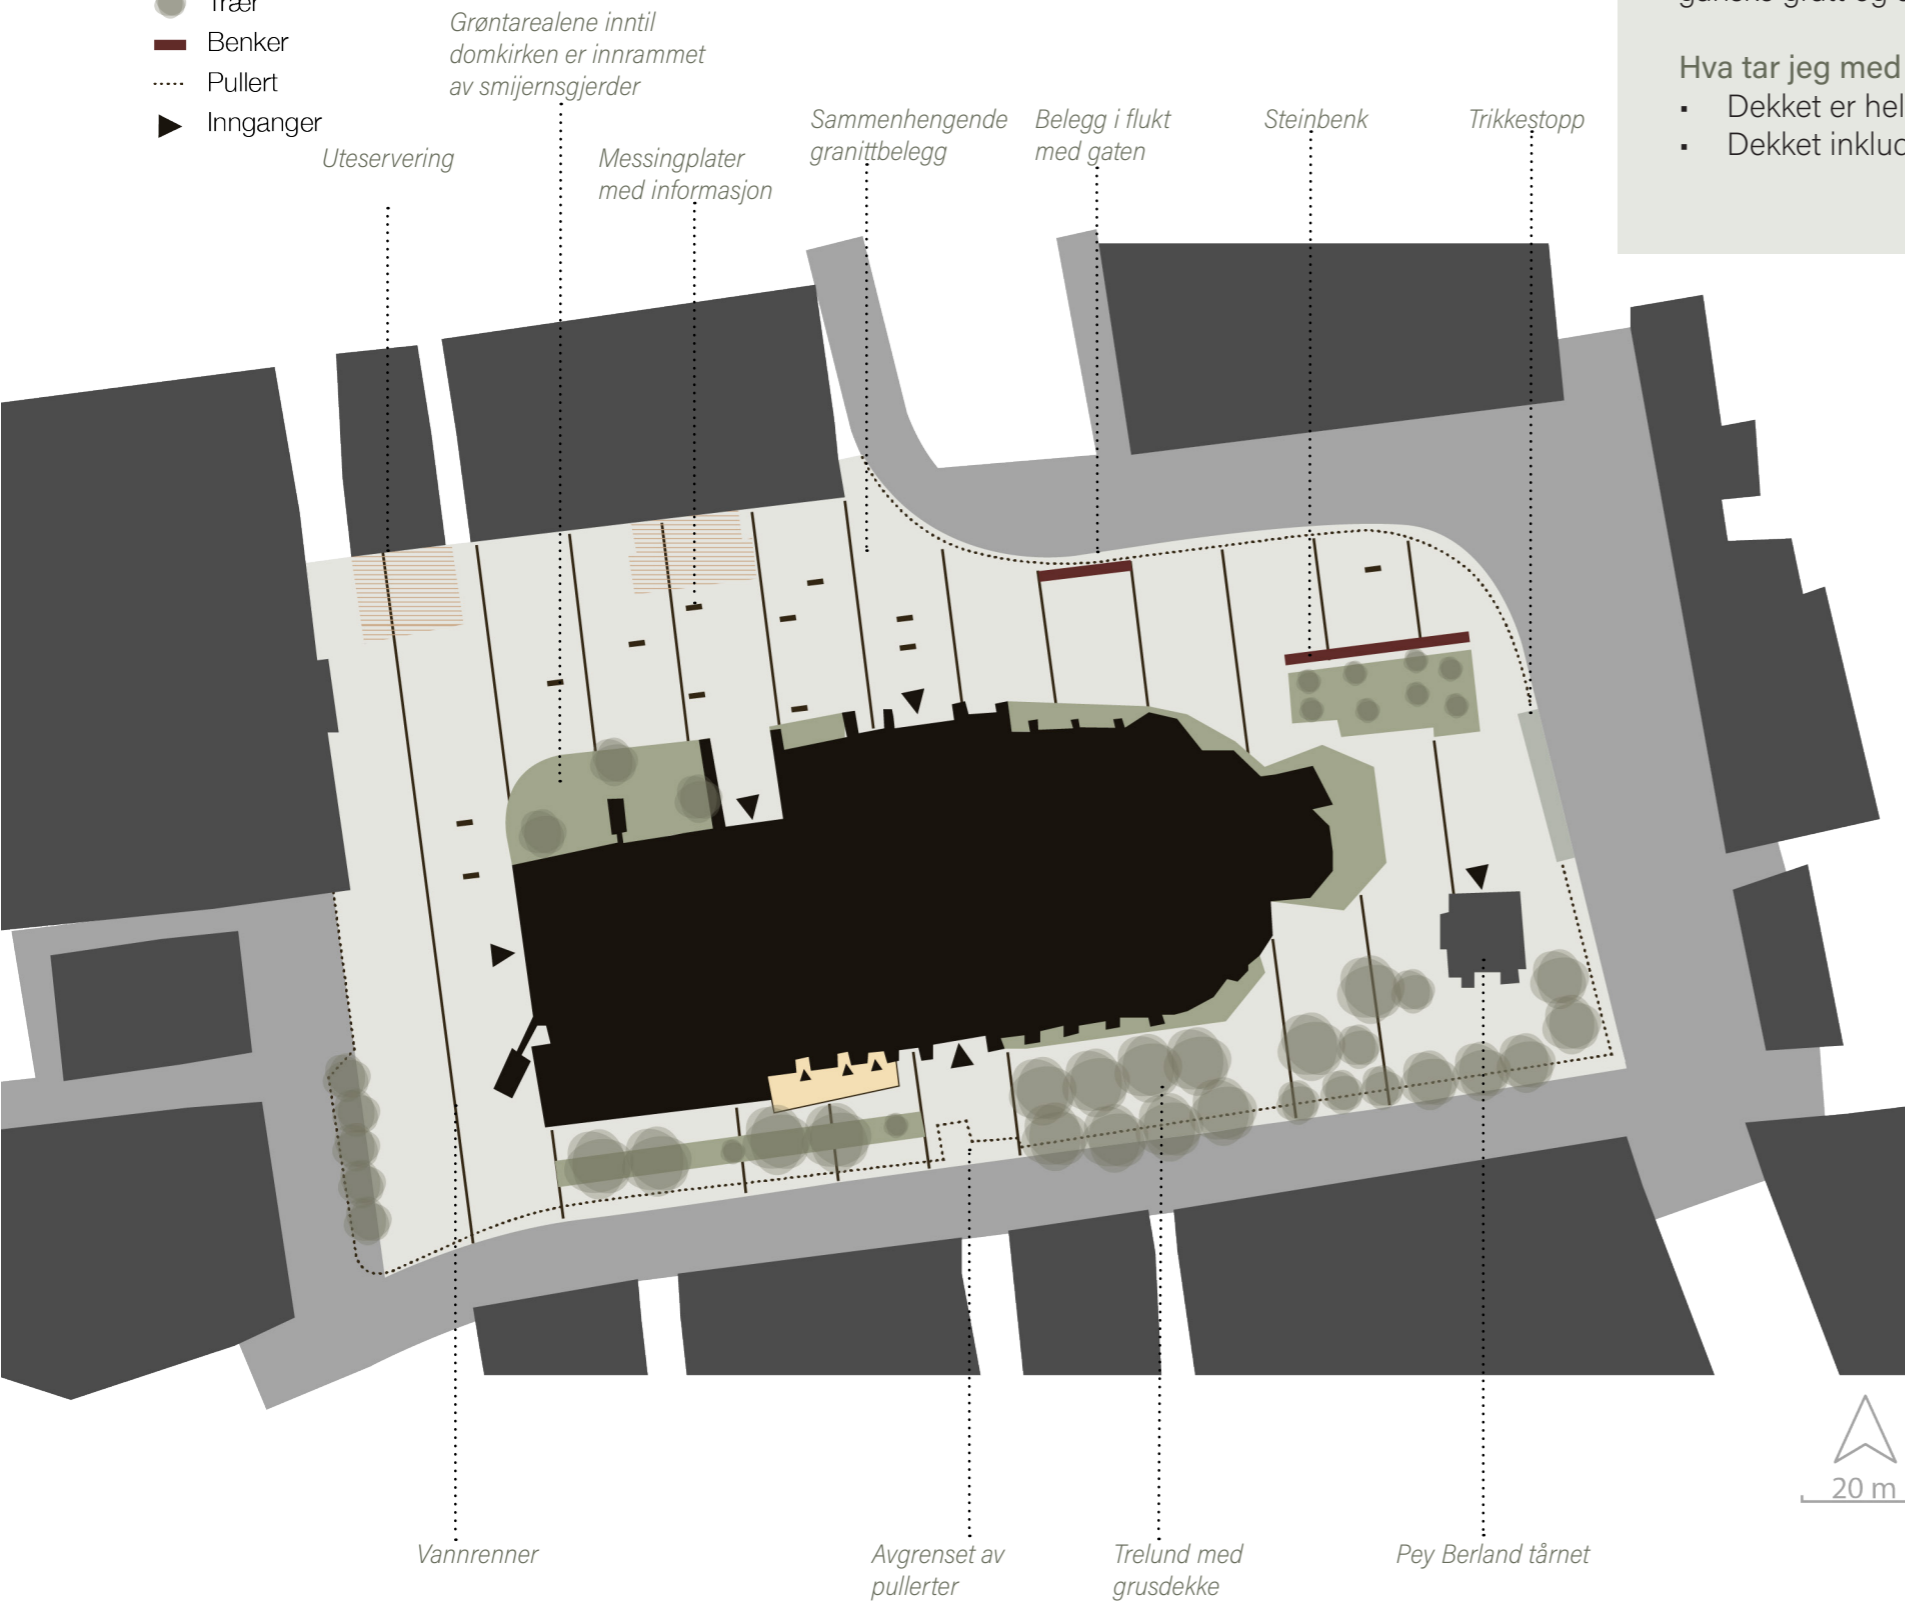 Trær
Benker
Pullert
Innganger
Grøntarealene inntil
domkirken er innrammet
av smijernsgjerder
Uteservering
Messingplater
med informasjon
Sammenhengende
granittbelegg
Belegg i flukt
med gaten
Steinbenk
Trikkestopp
Hva tar jeg med
▪ Dekket er hel
▪ Dekket inklud
20 m
Vannrenner
Avgrenset av
pullerter
Trelund med
grusdekke
Pey Berland tårnet